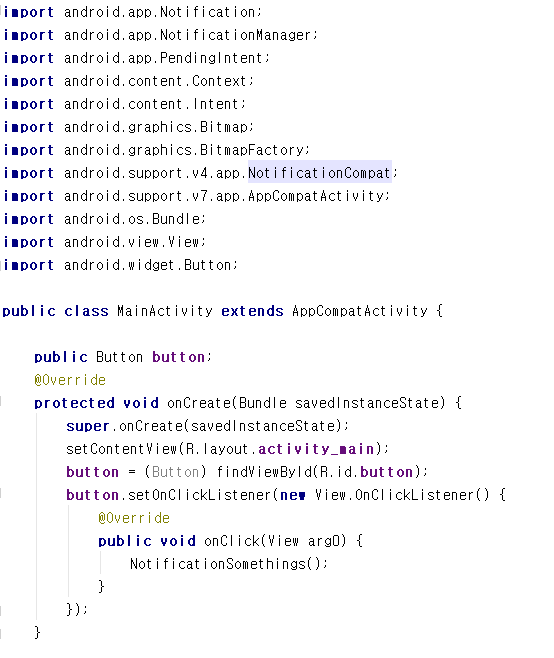 import android.app.Notification;
import android.app.NotificationManager;
import android.app.PendingIntent;
import android.content.Context;
import android.content.Intent;
import android.graphics.Bitmap;
import android.graphics.BitmapFactory;
import android.support.v4.app.NotificationCompat;
import android.support.v7.app.AppCompatActivity;
import android.os.Bundle;
import android.view.View;
import android.widget.Button;
public class MainActivity extends AppCompatActivity {
public Button button;
@Override
protected void onCreate(Bundle savedInstanceState) {
super.onCreate(savedInstanceState);
setContentView(R.layout.activity_main);
button = (Button) findViewById(R.id.button);
button.setOnClickListener(new View.OnClickListener() {
@Override
public void onClick(View arg0) {
NotificationSomethings();
}
});
}